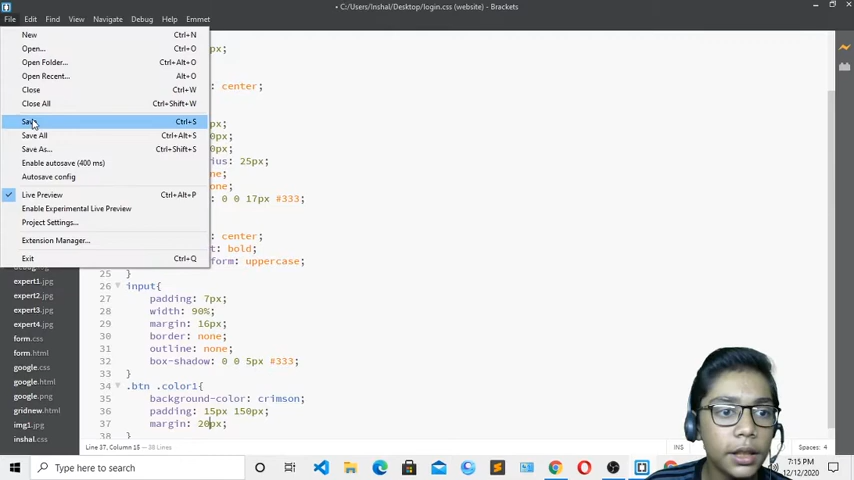 • C:/Users/Inshal/Desktop/login.css (website) - Brackets
File Edit Find View Navigate Debug Help Emmet
New Ctrl+N
Open... Ctrl+O
Open Folder... Ctrl+Alt+O
Open Recent... Alt+O
Close Ctrl+W
Close All Ctrl+Shift+W
Save Ctrl+S
Save All Ctrl+Alt+S
Save As... Ctrl+Shift+S
Enable autosave (400 ms)
Autosave config
Live Preview Ctrl+Alt+P
Enable Experimental Live Preview
Project Settings...
Extension Manager...
Exit Ctrl+Q
px;
: center;
px;
0px;
dius: 25px;
ne;
one;
: 0 0 17px #333;
center;
t: bold;
form: uppercase;
25 }
26 input{
27 padding: 7px;
28 width: 90%;
29 margin: 16px;
30 border: none;
31 outline: none;
32 box-shadow: 0 0 5px #333;
33 }
34 .btn .color1{
35 background-color: crimson;
36 padding: 15px 150px;
37 margin: 20px;
}
expert1.jpg
expert2.jpg
expert3.jpg
expert4.jpg
form.css
form.html
google.css
google.html
google.png
gridnew.html
img1.jpg
inshal.css
Line 37, Column 15 — 38 Lines
INS
Spaces: 4
Type here to search
7:15 PM
12/12/2020